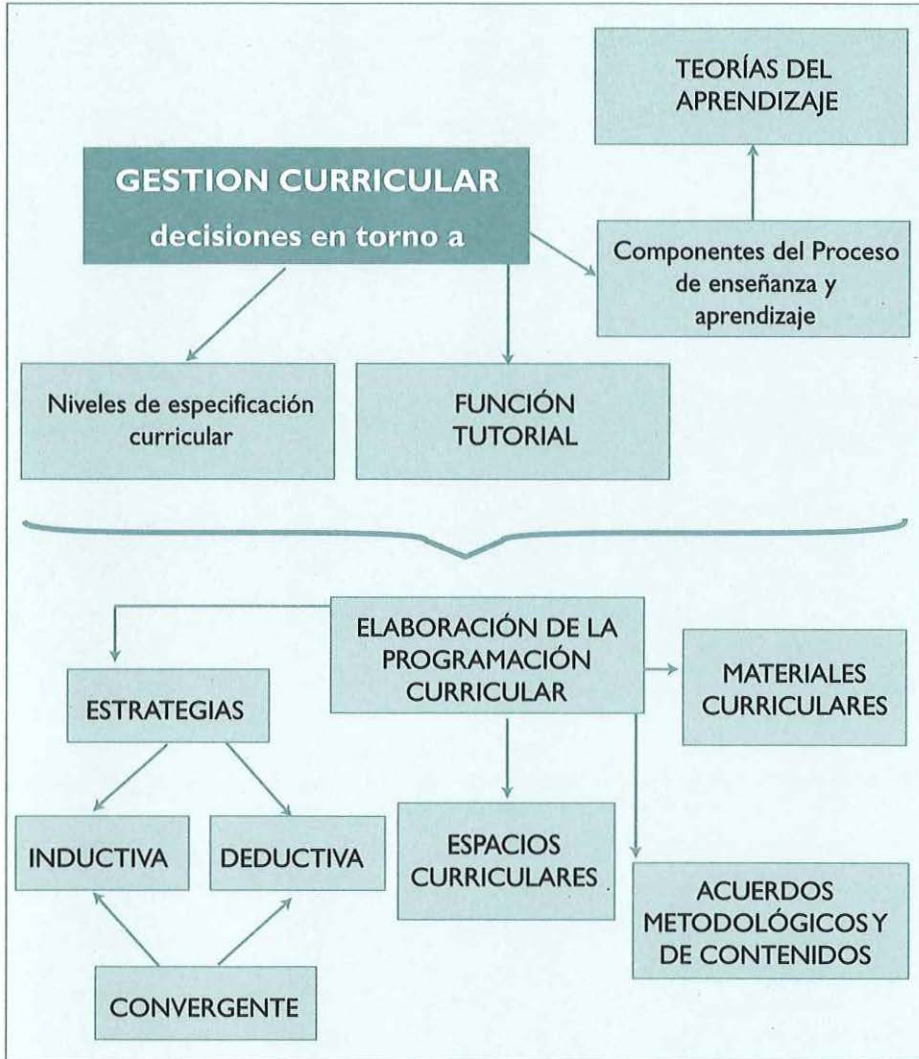 TEORÍAS DEL
APRENDIZAJE
GESTION CURRICULAR
decisiones en torno a
Componentes del Proceso
de enseñanza y
aprendizaje
Niveles de especificación
curricular
FUNCIÓN
TUTORIAL
ELABORACIÓN DE LA
PROGRAMACIÓN
CURRICULAR
MATERIALES
CURRICULARES
ESTRATEGIAS
INDUCTIVA
DEDUCTIVA
ESPACIOS
CURRICULARES
ACUERDOS
METODOLÓGICOS Y
DE CONTENIDOS
CONVERGENTE